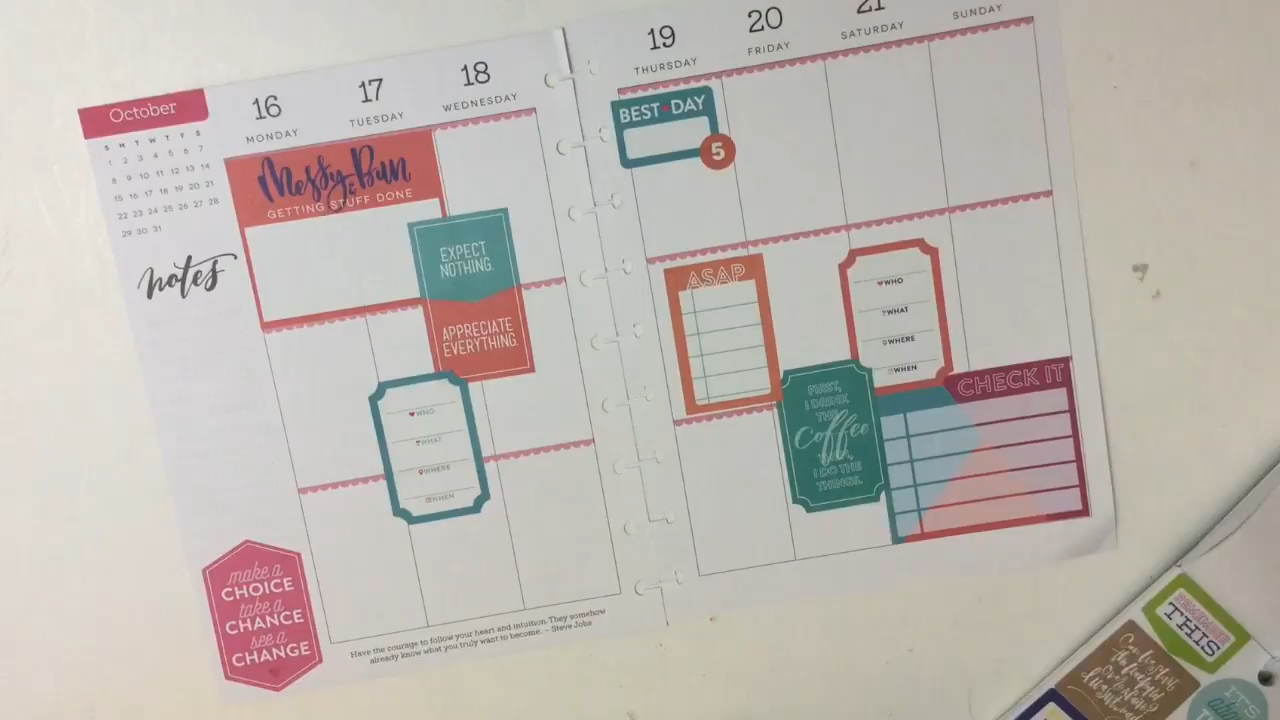 October
S M T W T F S
1 2 3 4 5 6 7
8 9 10 11 12 13 14
15 16 17 18 19 20 21
22 23 24 25 26 27 28
29 30 31
notes
make a
CHOICE
take a
CHANCE
see a
CHANGE
16
MONDAY
17
TUESDAY
18
WEDNESDAY
Messy Bun
&
GETTING STUFF DONE
EXPECT
NOTHING.
APPRECIATE
EVERYTHING.
WHO
WHAT
WHERE
WHEN
Have the courage to follow your heart and intuition. They somehow
already know what you truly want to become. – Steve Jobs
19
THURSDAY
20
FRIDAY
21
SATURDAY
SUNDAY
BEST DAY
5
ASAP
WHO
WHAT
WHERE
WHEN
FIRST,
I DRINK
THE
Coffee
THEN,
I DO THE
THINGS.
CHECK IT
THIS
IT'S